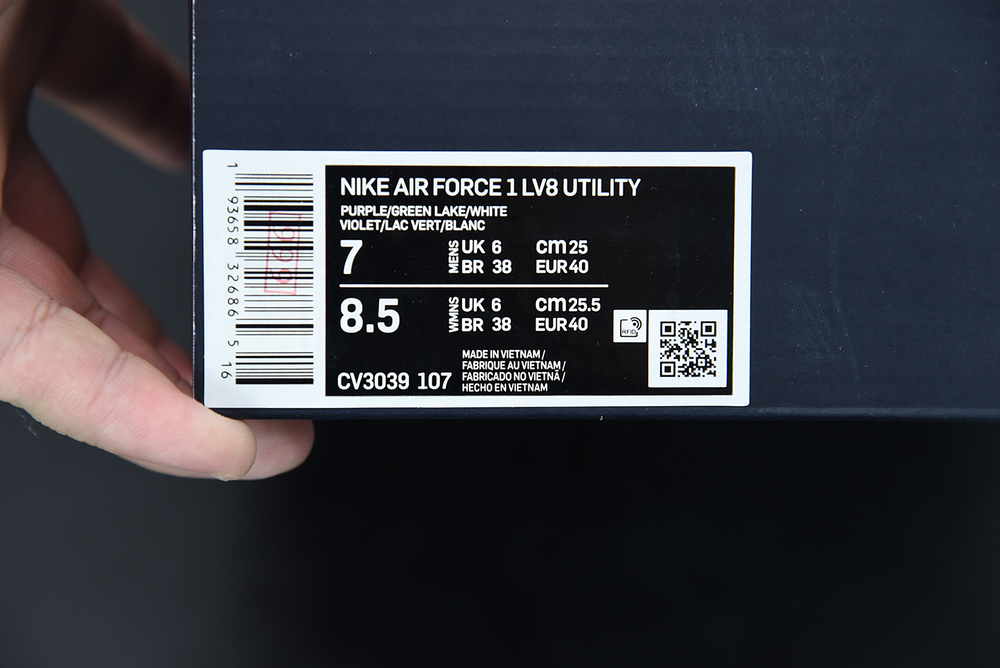 1 93658 32686 5 16
666
NIKE AIR FORCE 1 LV8 UTILITY
PURPLE/GREEN LAKE/WHITE
VIOLET/LAC VERT/BLANC
7 MENS UK 6 cm 25
BR 38 EUR 40
8.5 WMNS UK 6 cm 25.5
BR 38 EUR 40
RFID
CV3039 107
MADE IN VIETNAM /
FABRIQUE AU VIETNAM /
FABRICADO NO VIETNÃ /
HECHO EN VIETNAM